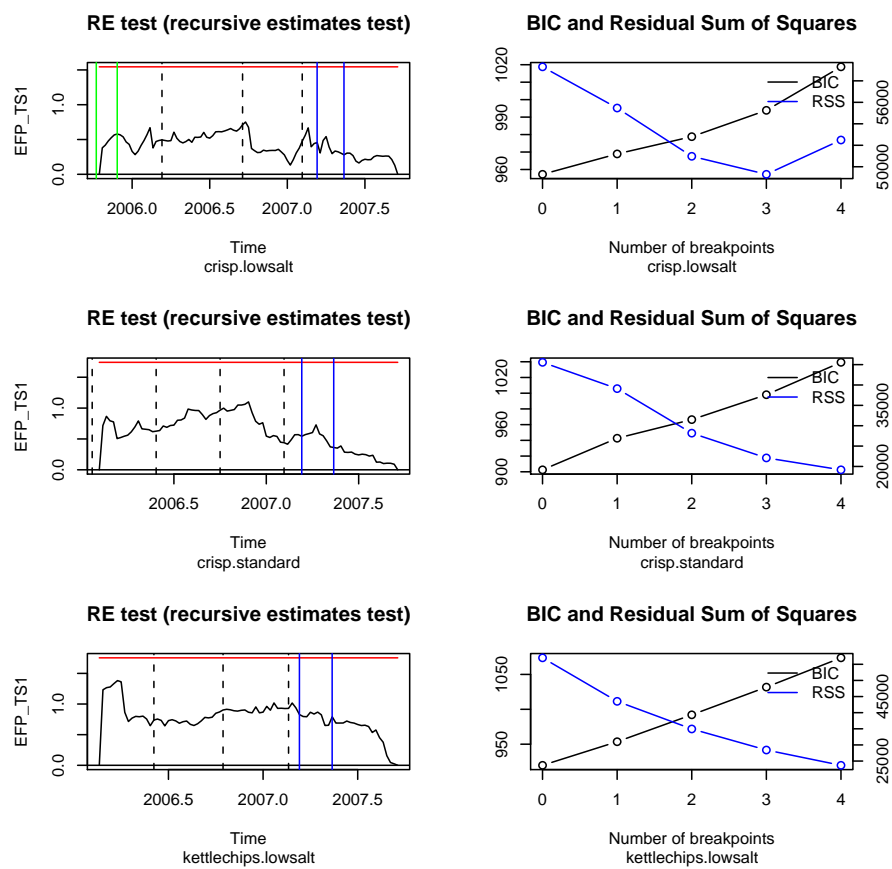 RE test (recursive estimates test)
BIC and Residual Sum of Squares
EFP_TS1
0.0 1.0
2006.0 2006.5 2007.0 2007.5
Time
crisp.lowsalt
960 990 1020
BIC
RSS
50000 56000
0 1 2 3 4
Number of breakpoints
crisp.lowsalt
RE test (recursive estimates test)
BIC and Residual Sum of Squares
EFP_TS1
0.0 1.0
2006.5 2007.0 2007.5
Time
crisp.standard
900 960 1020
BIC
RSS
20000 35000
0 1 2 3 4
Number of breakpoints
crisp.standard
RE test (recursive estimates test)
BIC and Residual Sum of Squares
EFP_TS1
0.0 1.0
2006.5 2007.0 2007.5
Time
kettlechips.lowsalt
950 1050
BIC
RSS
25000 45000
0 1 2 3 4
Number of breakpoints
kettlechips.lowsalt